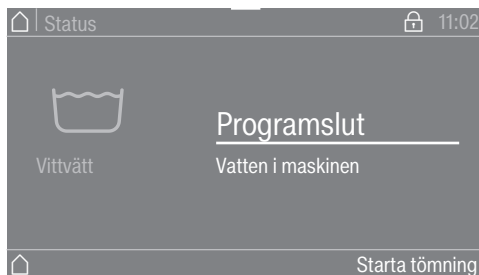 Status 11:02
Programslut
Vittvätt Vatten i maskinen
Starta tömning